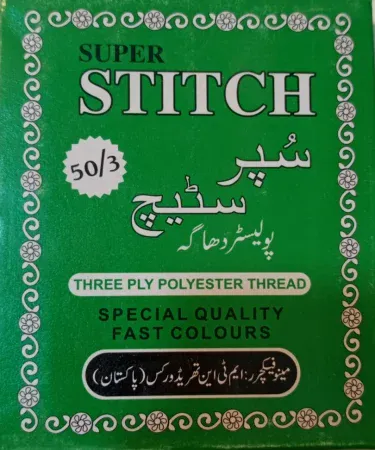 SUPER
STITCH
50/3
سُپر
سٹیچ
پولیسٹر دھاگہ
THREE PLY POLYESTER THREAD
SPECIAL QUALITY
FAST COLOURS
مینوفیکچرر: ایم ٹی این تھریڈ ورکس (پاکستان)